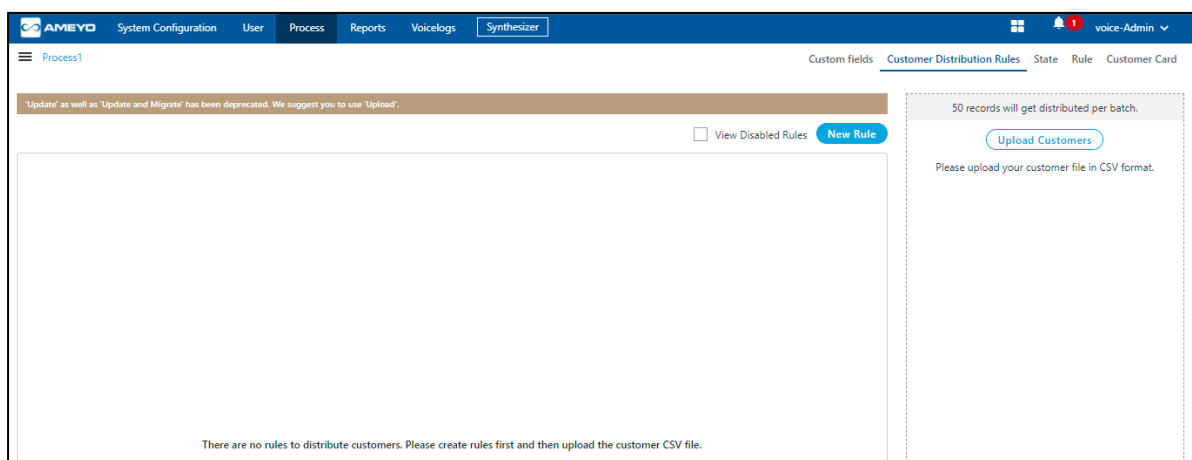 AMEYO System Configuration User Process Reports Voicelogs Synthesizer 1 voice-Admin
Process1 Custom fields Customer Distribution Rules State Rule Customer Card
'Update' as well as 'Update and Migrate' has been deprecated. We suggest you to use 'Upload'.
50 records will get distributed per batch.
View Disabled Rules New Rule
Upload Customers
Please upload your customer file in CSV format.
There are no rules to distribute customers. Please create rules first and then upload the customer CSV file.